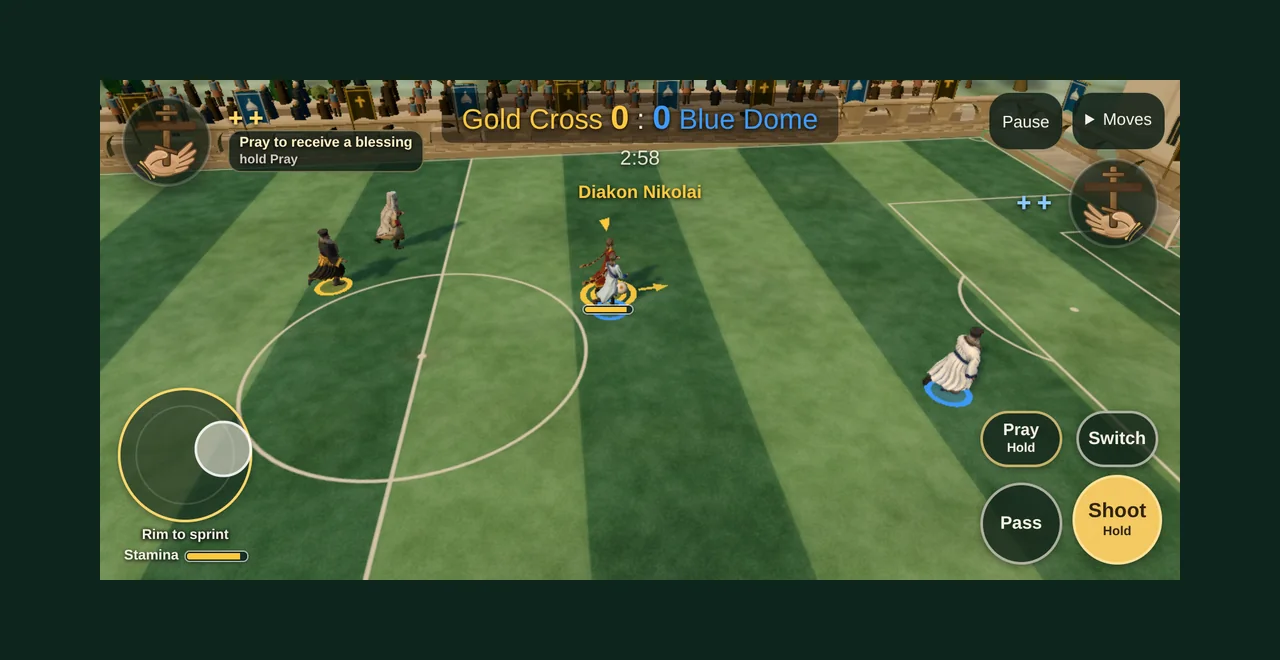 Gold Cross 0 : 0 Blue Dome
2:58
Pause
▶ Moves
++
Pray to receive a blessing
hold Pray
++
Diakon Nikolai
Rim to sprint
Stamina
Pray
Hold
Switch
Pass
Shoot
Hold